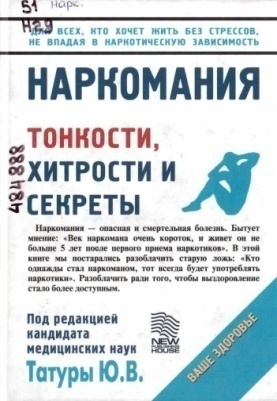 51 Нарк.
Н29
ДЛЯ ВСЕХ, КТО ХОЧЕТ ЖИТЬ БЕЗ СТРЕССОВ,
НЕ ВПАДАЯ В НАРКОТИЧЕСКУЮ ЗАВИСИМОСТЬ
НАРКОМАНИЯ
ТОНКОСТИ,
ХИТРОСТИ И
СЕКРЕТЫ
484888
Наркомания — опасная и смертельная болезнь. Бытует
мнение: «Век наркомана очень короток, и живет он не
больше 5 лет после первого приема наркотиков». В этой
книге мы постарались разоблачить старую ложь: «Кто
однажды стал наркоманом, тот всегда будет употреблять
наркотики». Разоблачить ради того, чтобы выздоровление
стало более доступным.
Под редакцией
кандидата
медицинских наук
Татуры Ю.В.
NEW
HOUSE
ВАШЕ ЗДОРОВЬЕ